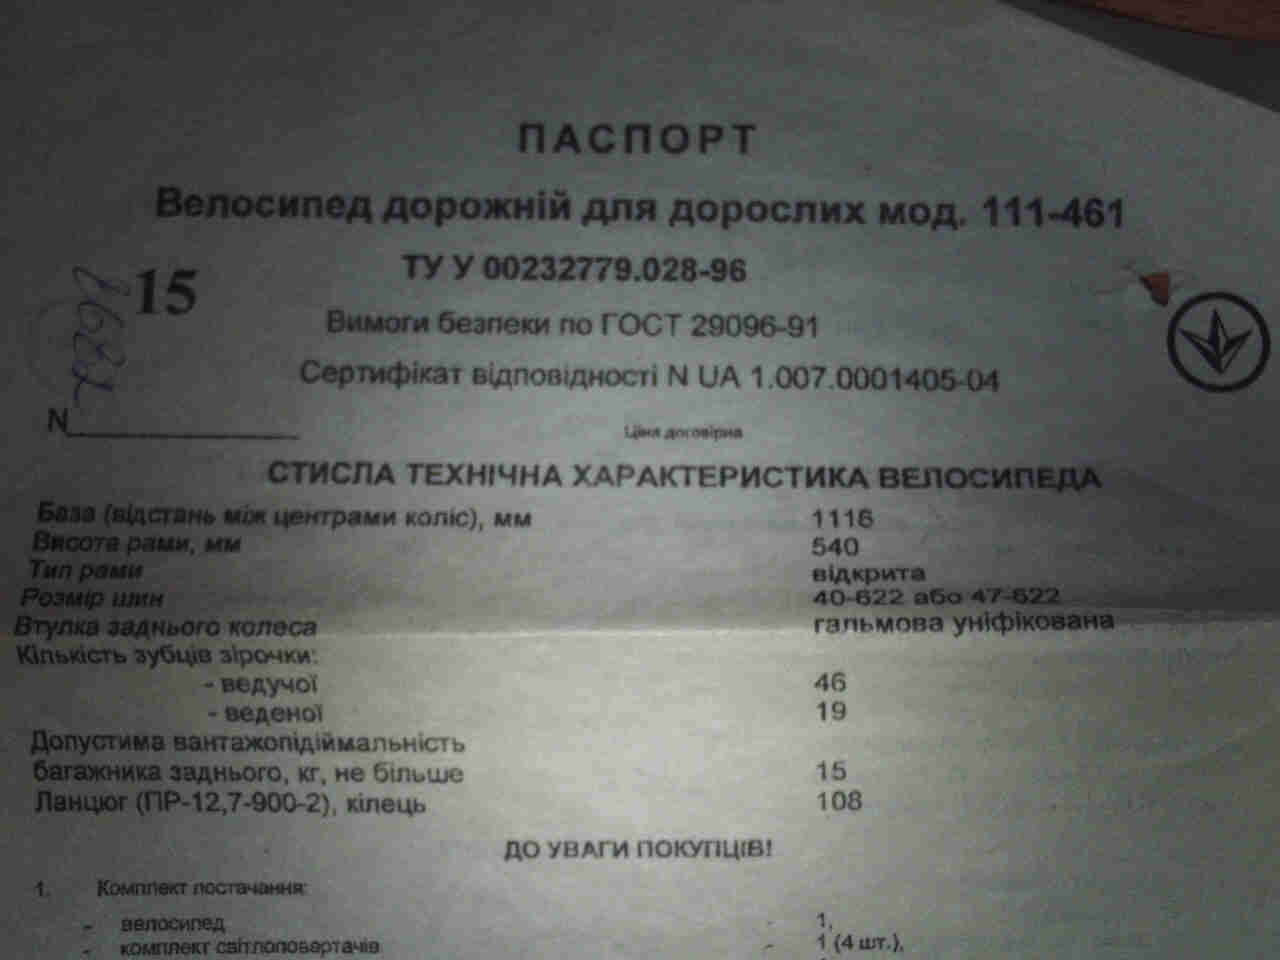 ПАСПОРТ
Велосипед дорожній для дорослих мод. 111-461
15
ТУ У 00232779.028-96
Вимоги безпеки по ГОСТ 29096-91
Сертифікат відповідності N UA 1.007.0001405-04
N
Ціна договірна
СТИСЛА ТЕХНІЧНА ХАРАКТЕРИСТИКА ВЕЛОСИПЕДА
База (відстань між центрами коліс), мм 1116
Висота рами, мм 540
Тип рами відкрита
Розмір шин 40-622 або 47-622
Втулка заднього колеса гальмова уніфікована
Кількість зубців зірочки:
- ведучої 46
- веденої 19
Допустима вантажопідіймальність
багажника заднього, кг, не більше 15
Ланцюг (ПР-12,7-900-2), кілець 108
ДО УВАГИ ПОКУПЦІВ!
1. Комплект постачання:
- велосипед - 1,
- комплект світлоповертачів - 1 (4 шт.),